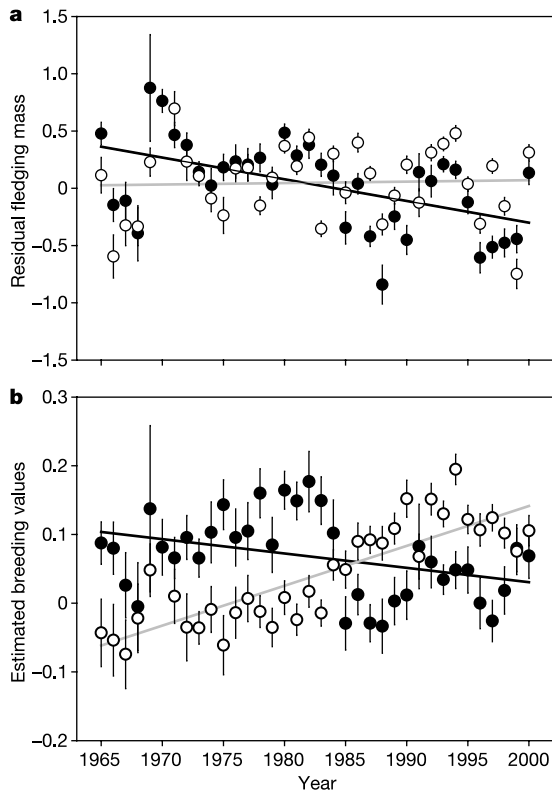 a
Residual fledging mass
1.5
1.0
0.5
0
−0.5
−1.0
−1.5
b
Estimated breeding values
0.3
0.2
0.1
0
−0.1
−0.2
1965 1970 1975 1980 1985 1990 1995 2000
Year